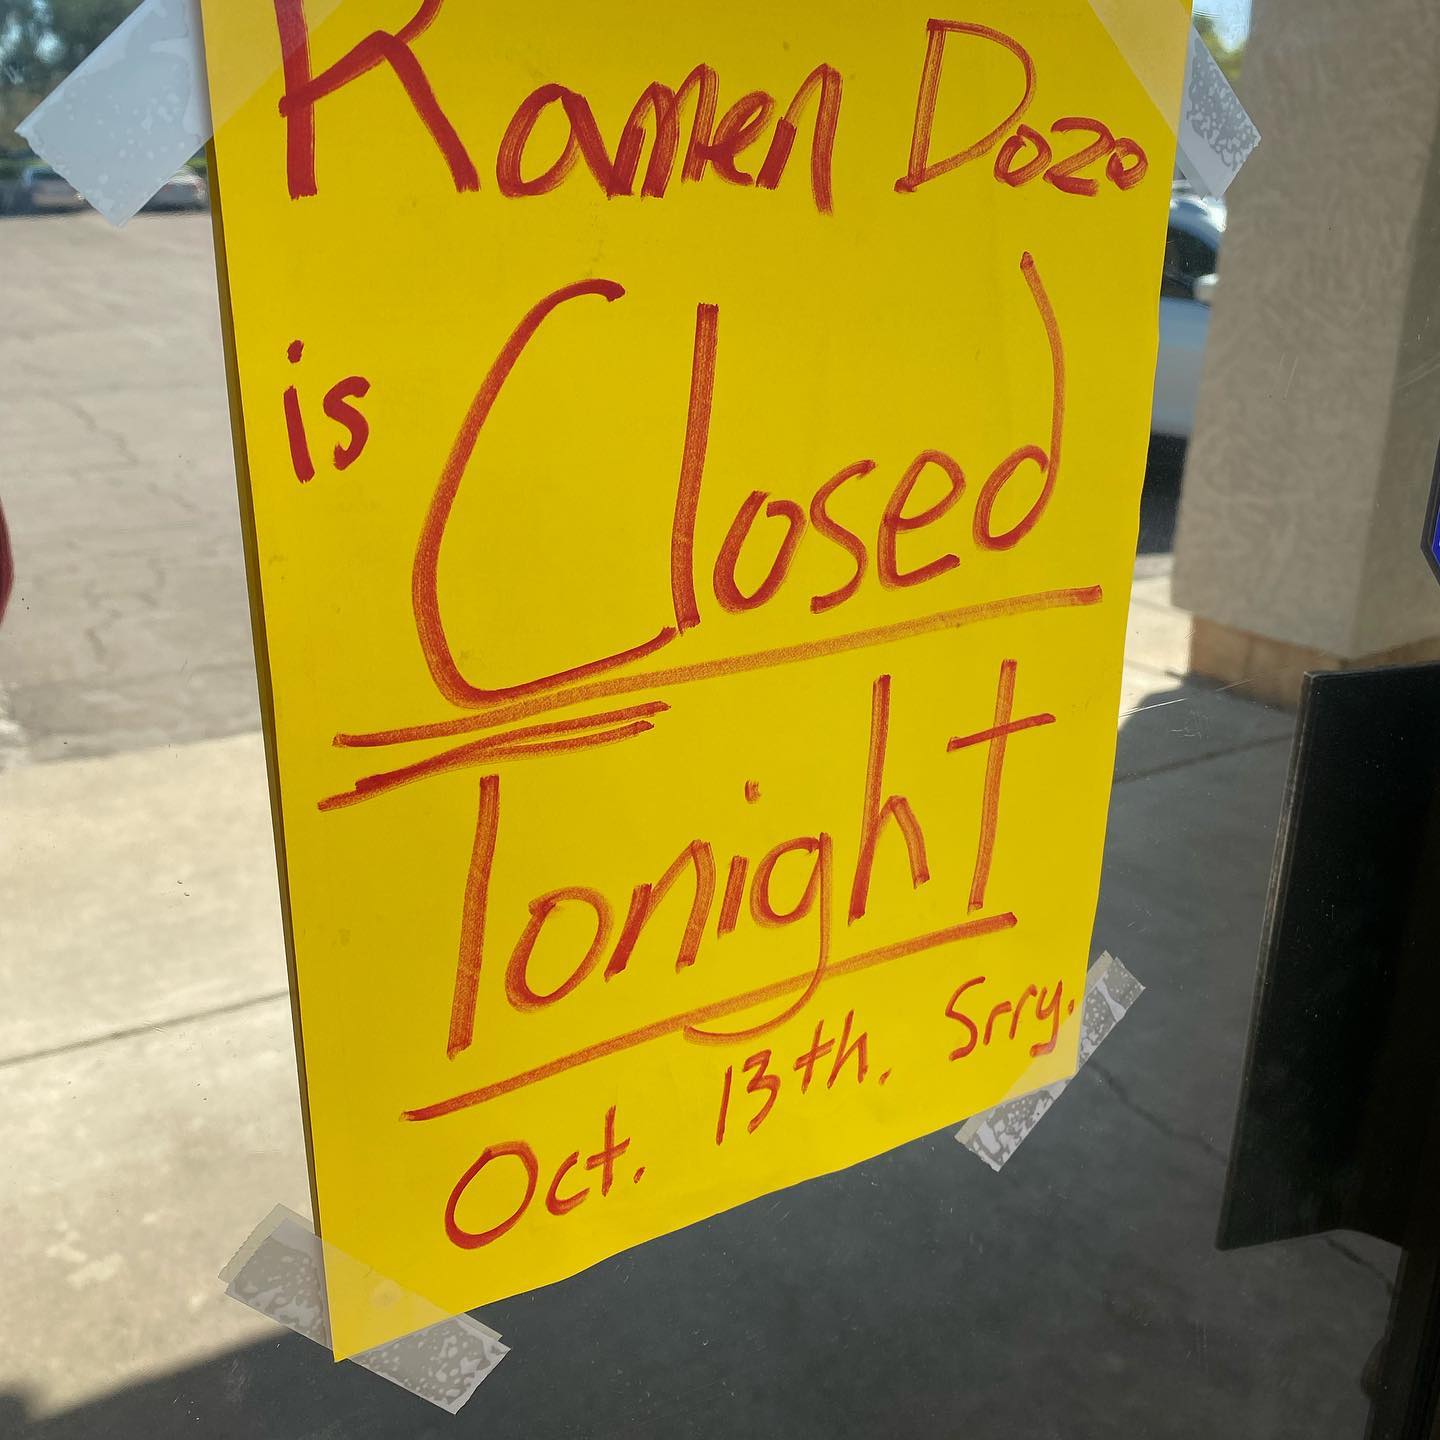 Ramen Dozo
is Closed
Tonight
Oct. 13th. Srry.